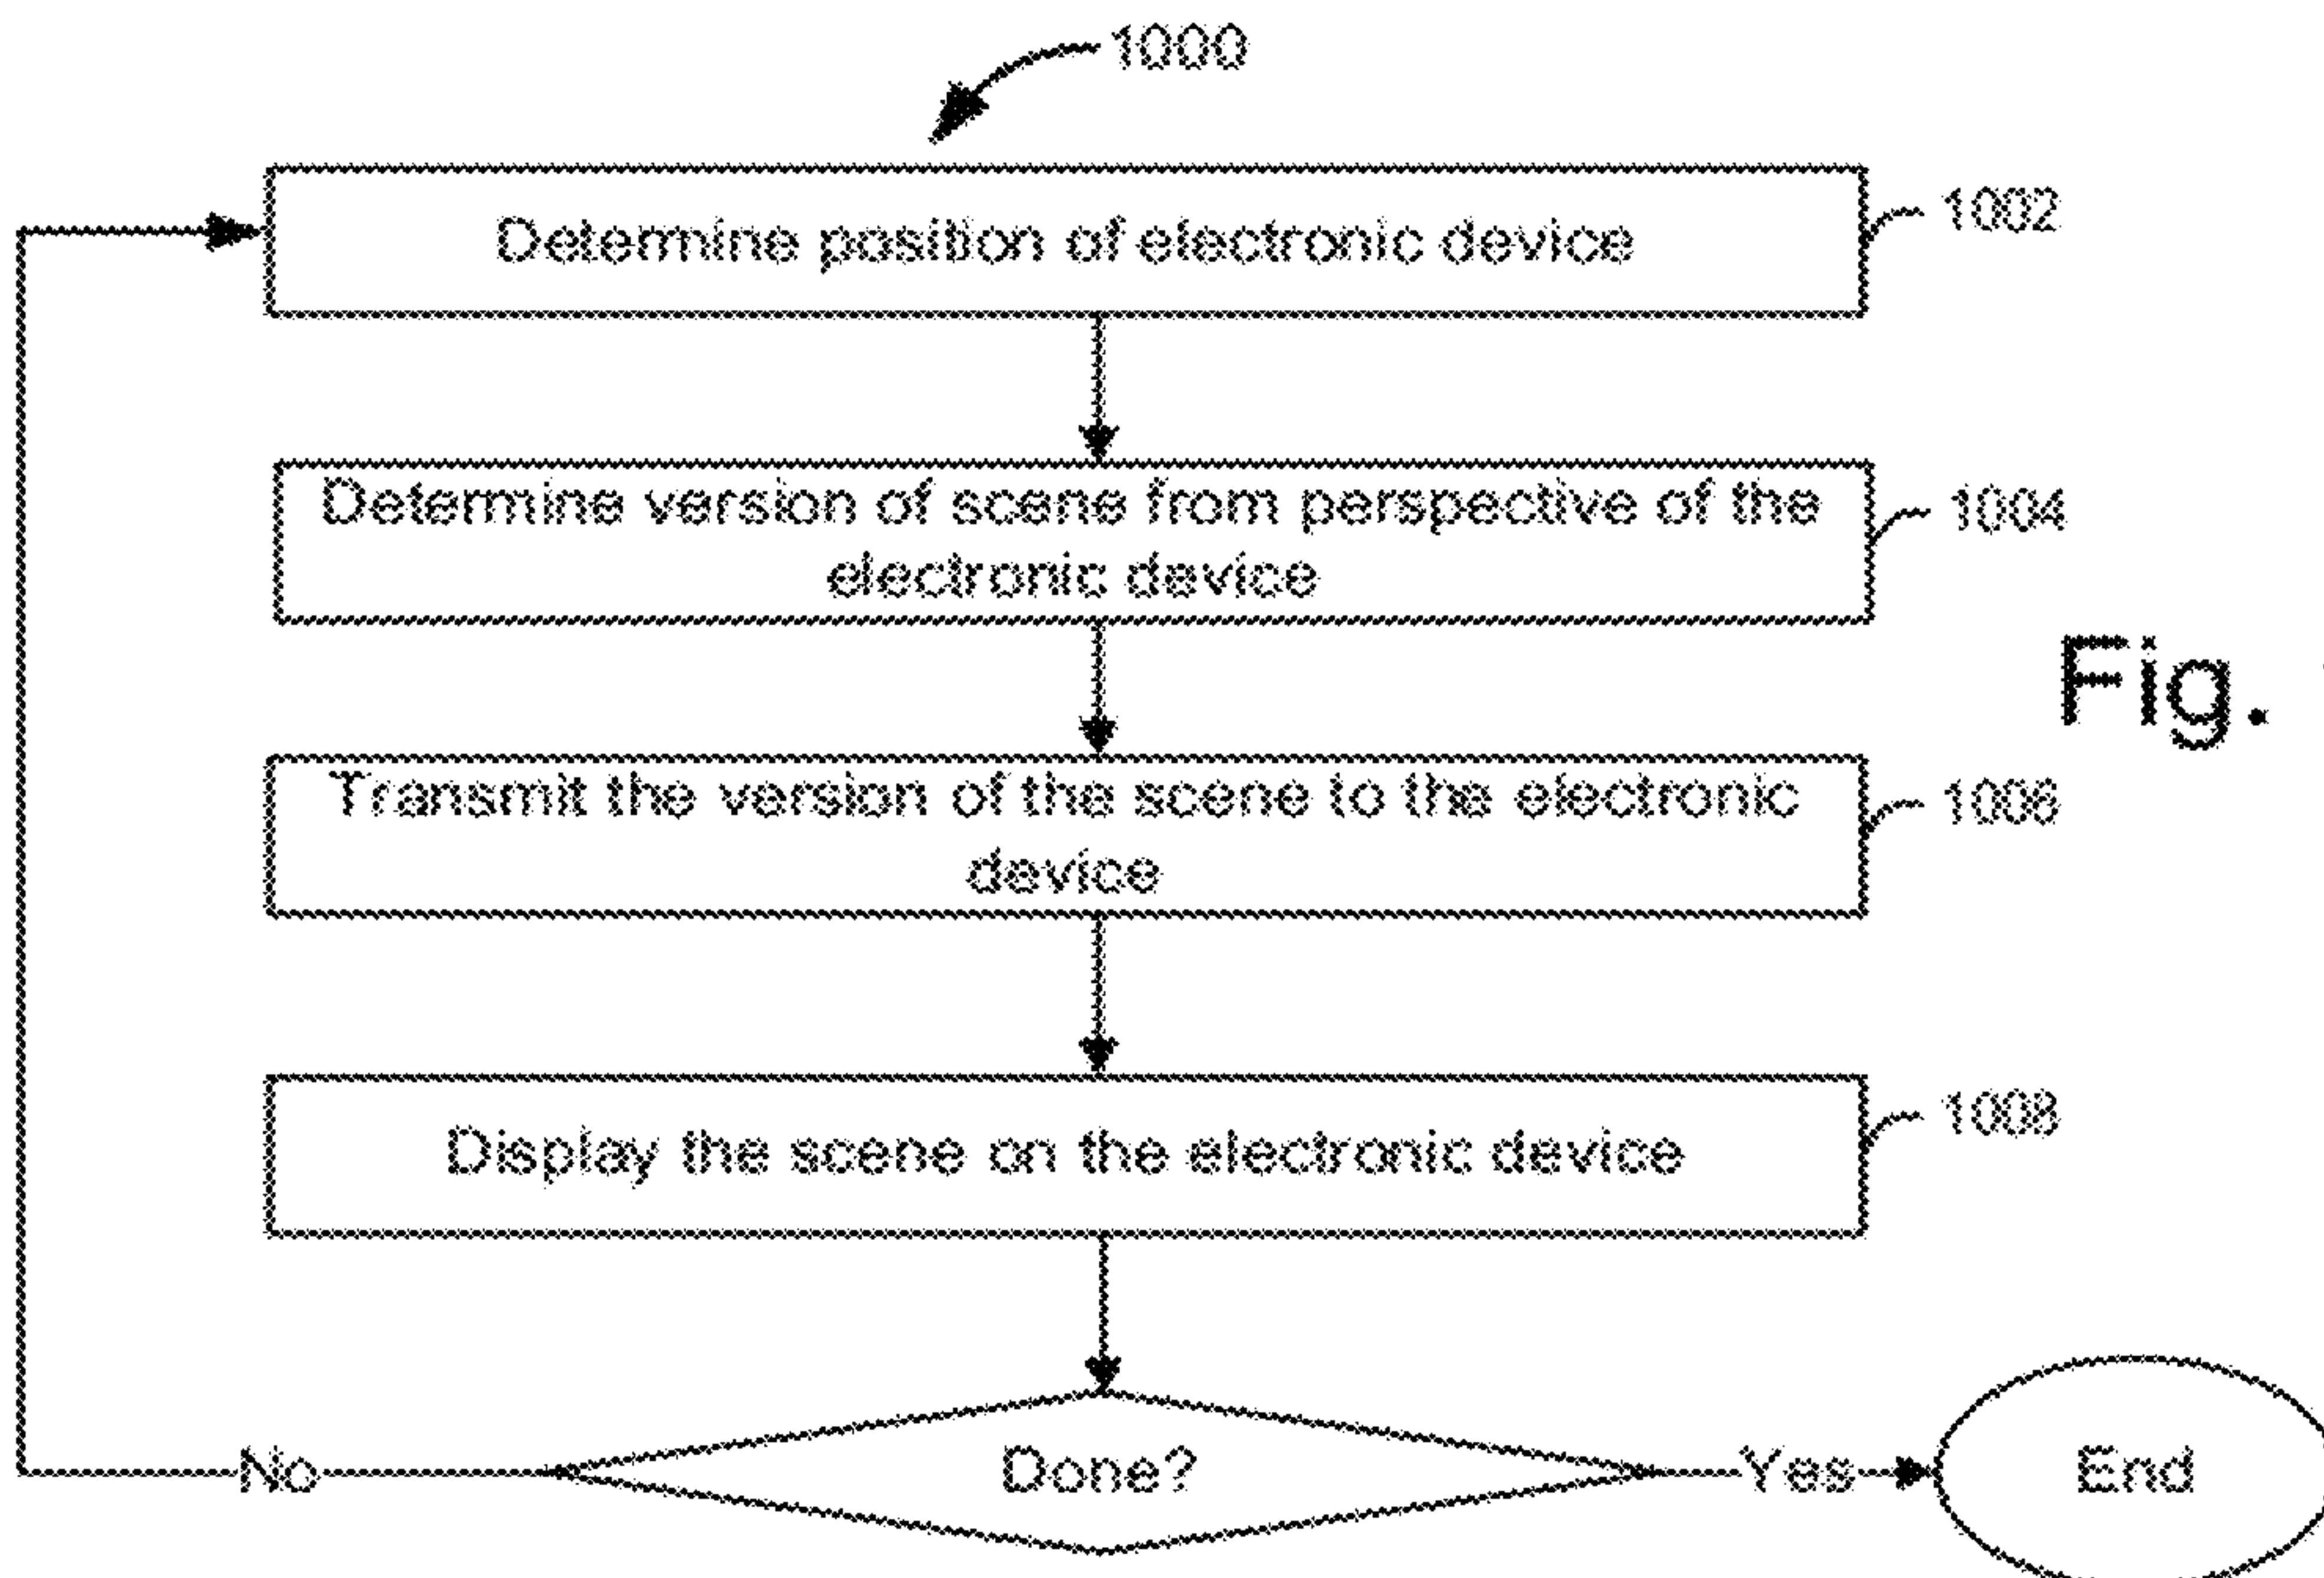 1000
Determine position of electronic device
1002
Determine version of scene from perspective of the
electronic device
1004
Fig.
Transmit the version of the scene to the electronic
device
1006
Display the scene on the electronic device
1008
No
Done?
Yes
End